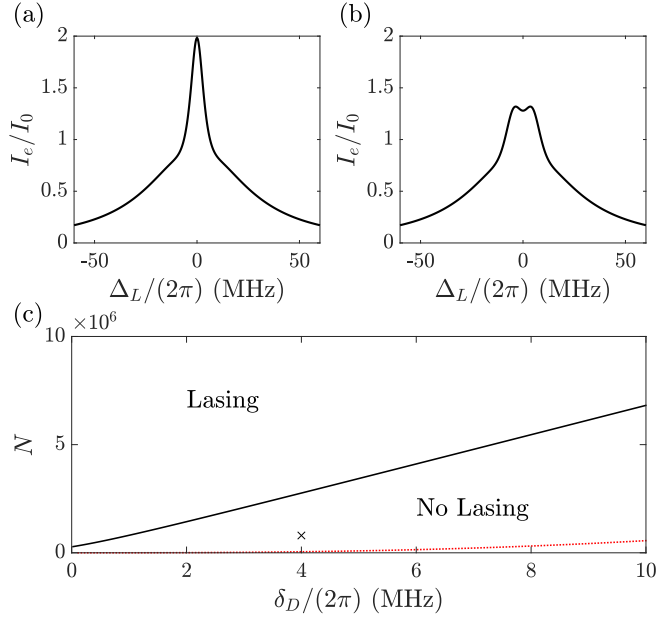 (a)
(b)
2
1.5
1
0.5
0
I_e/I_0
-50
0
50
Δ_L/(2π) (MHz)
2
1.5
1
0.5
0
I_e/I_0
-50
0
50
Δ_L/(2π) (MHz)
(c)
×10^6
10
5
0
N
Lasing
No Lasing
0
2
4
6
8
10
δ_D/(2π) (MHz)